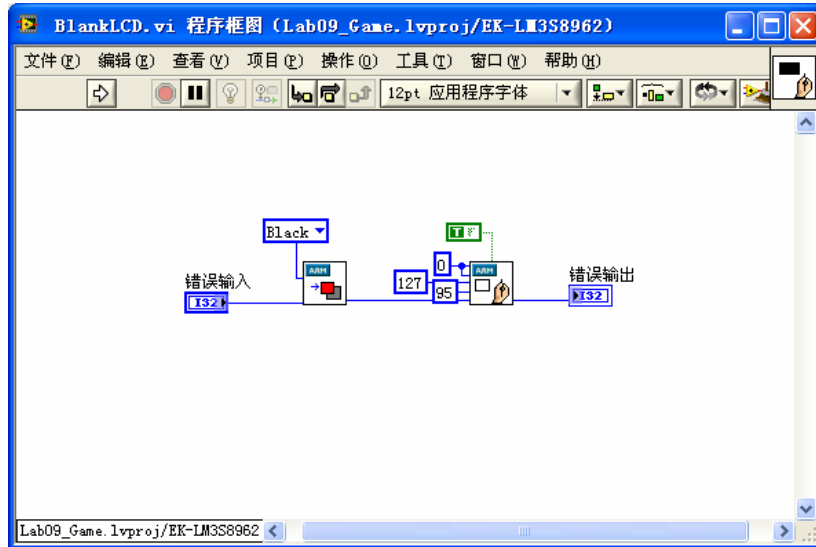 BlankLCD.vi 程序框图 (Lab09_Game.lvproj/EK-LM3S8962)
文件(F) 编辑(E) 查看(V) 项目(P) 操作(O) 工具(T) 窗口(W) 帮助(H)
12pt 应用程序字体
Black
T F
错误输入
I32
ARM
127
0
95
ARM
错误输出
I32
Lab09_Game.lvproj/EK-LM3S8962